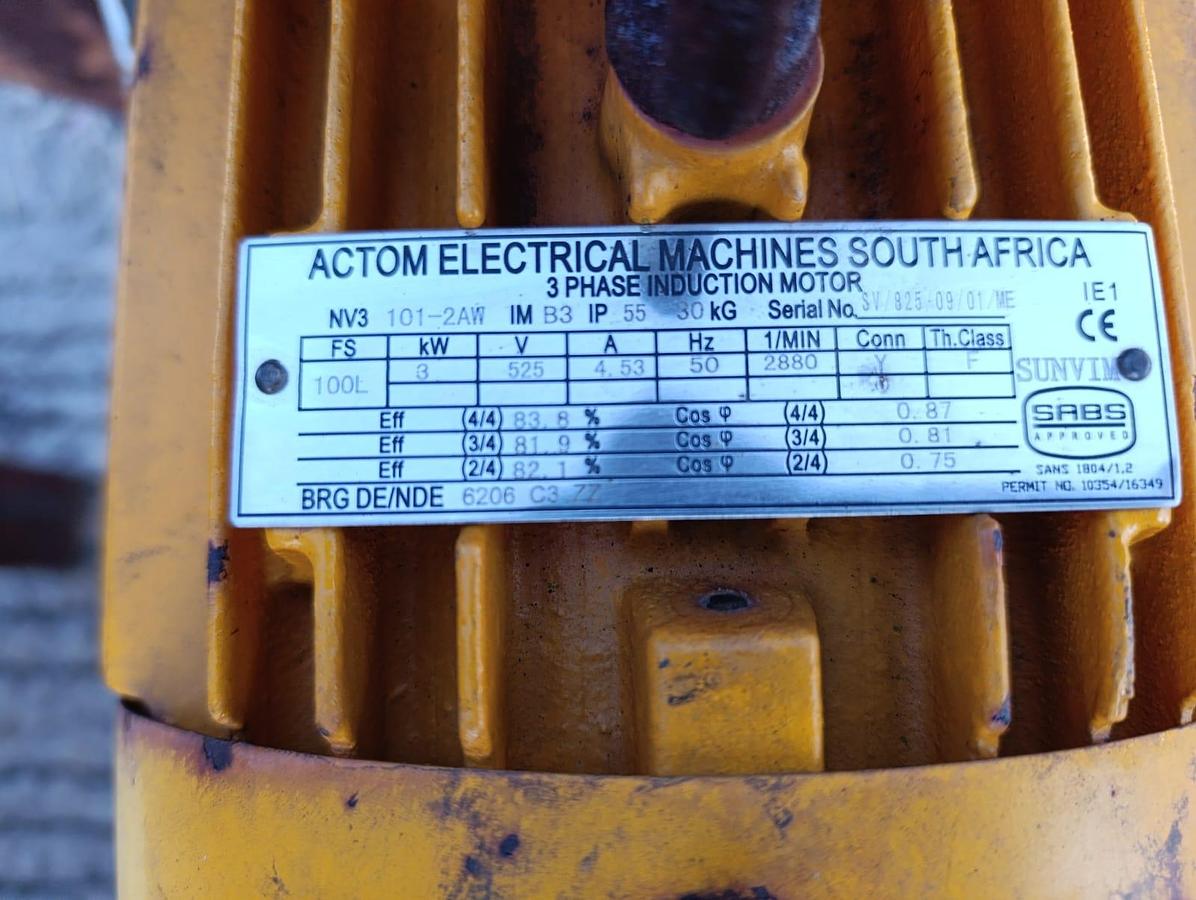 ACTOM ELECTRICAL MACHINES SOUTH AFRICA
3 PHASE INDUCTION MOTOR
NV3 101-2AW IM B3 IP 55 30 kG Serial No. SV/825/09/01/ME
IE1
CE
FS kW V A Hz 1/MIN Conn Th.Class
100L 3 525 4.53 50 2880 Y F
SUNVIM
Eff (4/4) 83.8 % Cos φ (4/4) 0.87
Eff (3/4) 81.9 % Cos φ (3/4) 0.81
Eff (2/4) 82.1 % Cos φ (2/4) 0.75
SABS
APPROVED
SANS 1804/1,2
PERMIT NO. 10354/16349
BRG DE/NDE 6206 C3 ZZ